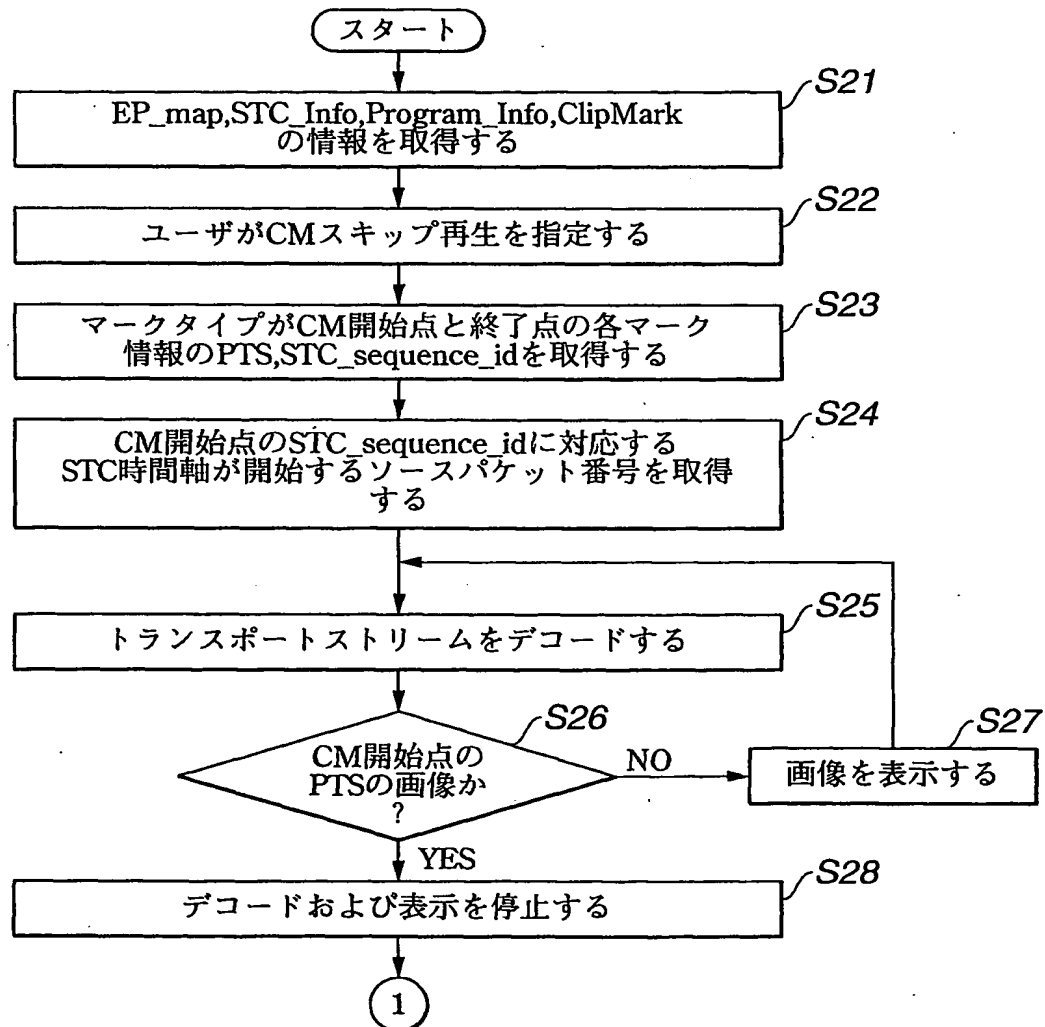 スタート
S21
EP_map,STC_Info,Program_Info,ClipMark
の情報を取得する
S22
ユーザがCMスキップ再生を指定する
S23
マークタイプがCM開始点と終了点の各マーク
情報のPTS,STC_sequence_idを取得する
S24
CM開始点のSTC_sequence_idに対応する
STC時間軸が開始するソースパケット番号を取得
する
S25
トランスポートストリームをデコードする
S26
CM開始点の
PTSの画像か
?
NO
S27
画像を表示する
YES
S28
デコードおよび表示を停止する
1